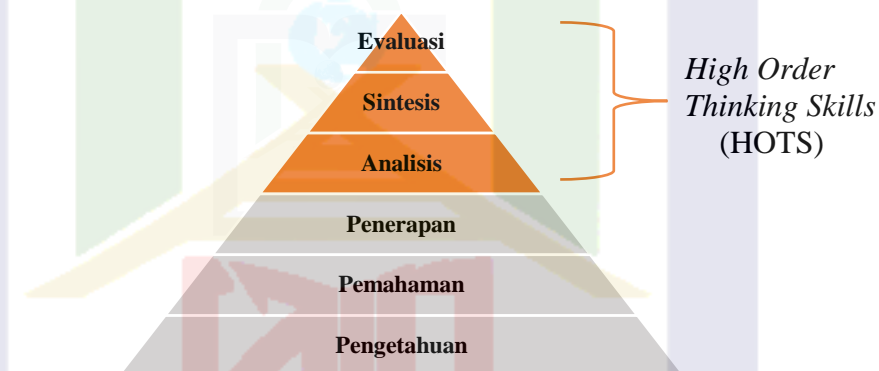 Evaluasi
Sintesis
Analisis
Penerapan
Pemahaman
Pengetahuan
High Order
Thinking Skills
(HOTS)